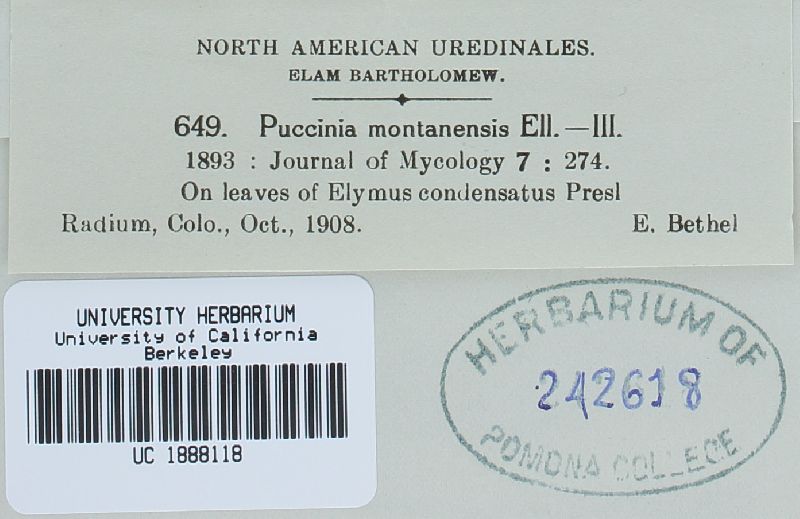 NORTH AMERICAN UREDINALES.
ELAM BARTHOLOMEW.
649. Puccinia montanensis Ell.—III.
1893 : Journal of Mycology 7 : 274.
On leaves of Elymus condensatus Presl
Radium, Colo., Oct., 1908. E. Bethel
UNIVERSITY HERBARIUM
University of California
Berkeley
UC 1888118
HERBARIUM OF
242618
POMONA COLLEGE